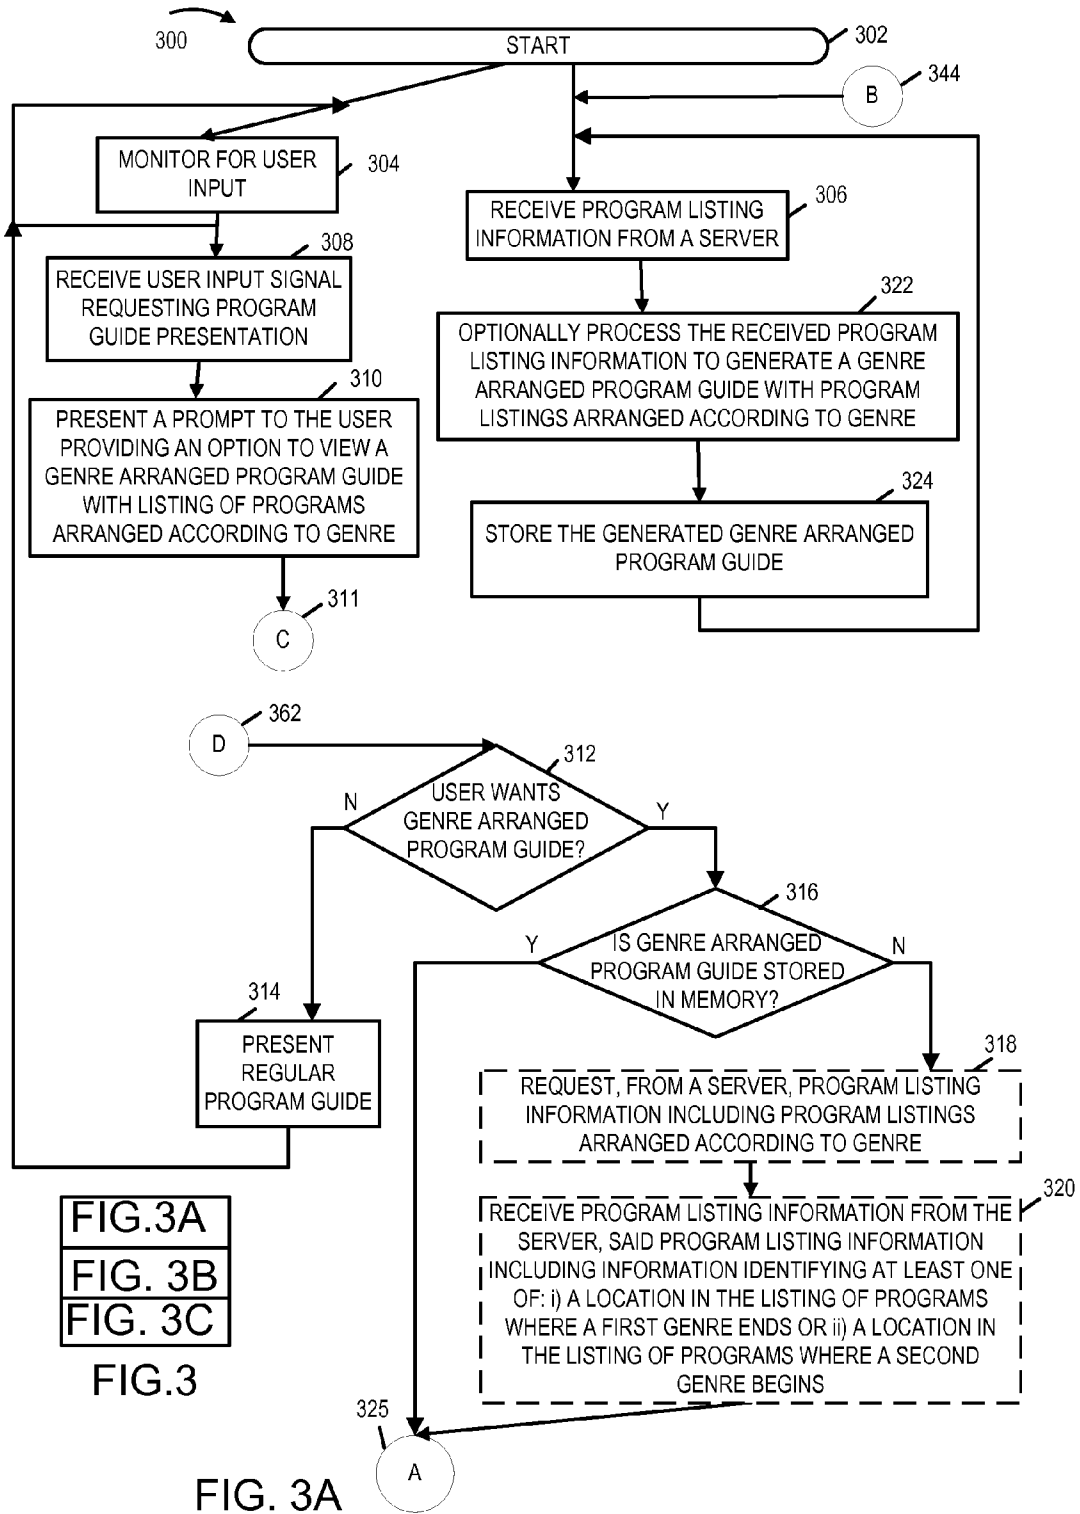 300
START
302
B
344
MONITOR FOR USER
INPUT
304
RECEIVE PROGRAM LISTING
INFORMATION FROM A SERVER
306
308
RECEIVE USER INPUT SIGNAL
REQUESTING PROGRAM
GUIDE PRESENTATION
322
OPTIONALLY PROCESS THE RECEIVED PROGRAM
LISTING INFORMATION TO GENERATE A GENRE
ARRANGED PROGRAM GUIDE WITH PROGRAM
LISTINGS ARRANGED ACCORDING TO GENRE
310
PRESENT A PROMPT TO THE USER
PROVIDING AN OPTION TO VIEW A
GENRE ARRANGED PROGRAM GUIDE
WITH LISTING OF PROGRAMS
ARRANGED ACCORDING TO GENRE
324
STORE THE GENERATED GENRE ARRANGED
PROGRAM GUIDE
311
C
362
D
312
USER WANTS
GENRE ARRANGED
PROGRAM GUIDE?
N
Y
316
IS GENRE ARRANGED
PROGRAM GUIDE STORED
IN MEMORY?
Y
N
314
PRESENT
REGULAR
PROGRAM GUIDE
318
REQUEST, FROM A SERVER, PROGRAM LISTING
INFORMATION INCLUDING PROGRAM LISTINGS
ARRANGED ACCORDING TO GENRE
320
RECEIVE PROGRAM LISTING INFORMATION FROM THE
SERVER, SAID PROGRAM LISTING INFORMATION
INCLUDING INFORMATION IDENTIFYING AT LEAST ONE
OF: i) A LOCATION IN THE LISTING OF PROGRAMS
WHERE A FIRST GENRE ENDS OR ii) A LOCATION IN
THE LISTING OF PROGRAMS WHERE A SECOND
GENRE BEGINS
FIG.3A
FIG. 3B
FIG. 3C
FIG.3
325
A
FIG. 3A